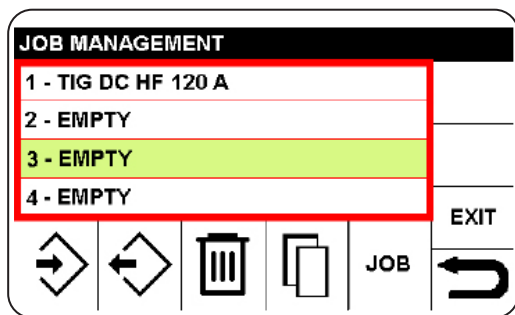 JOB MANAGEMENT
1 - TIG DC HF 120 A
2 - EMPTY
3 - EMPTY
4 - EMPTY
EXIT
JOB